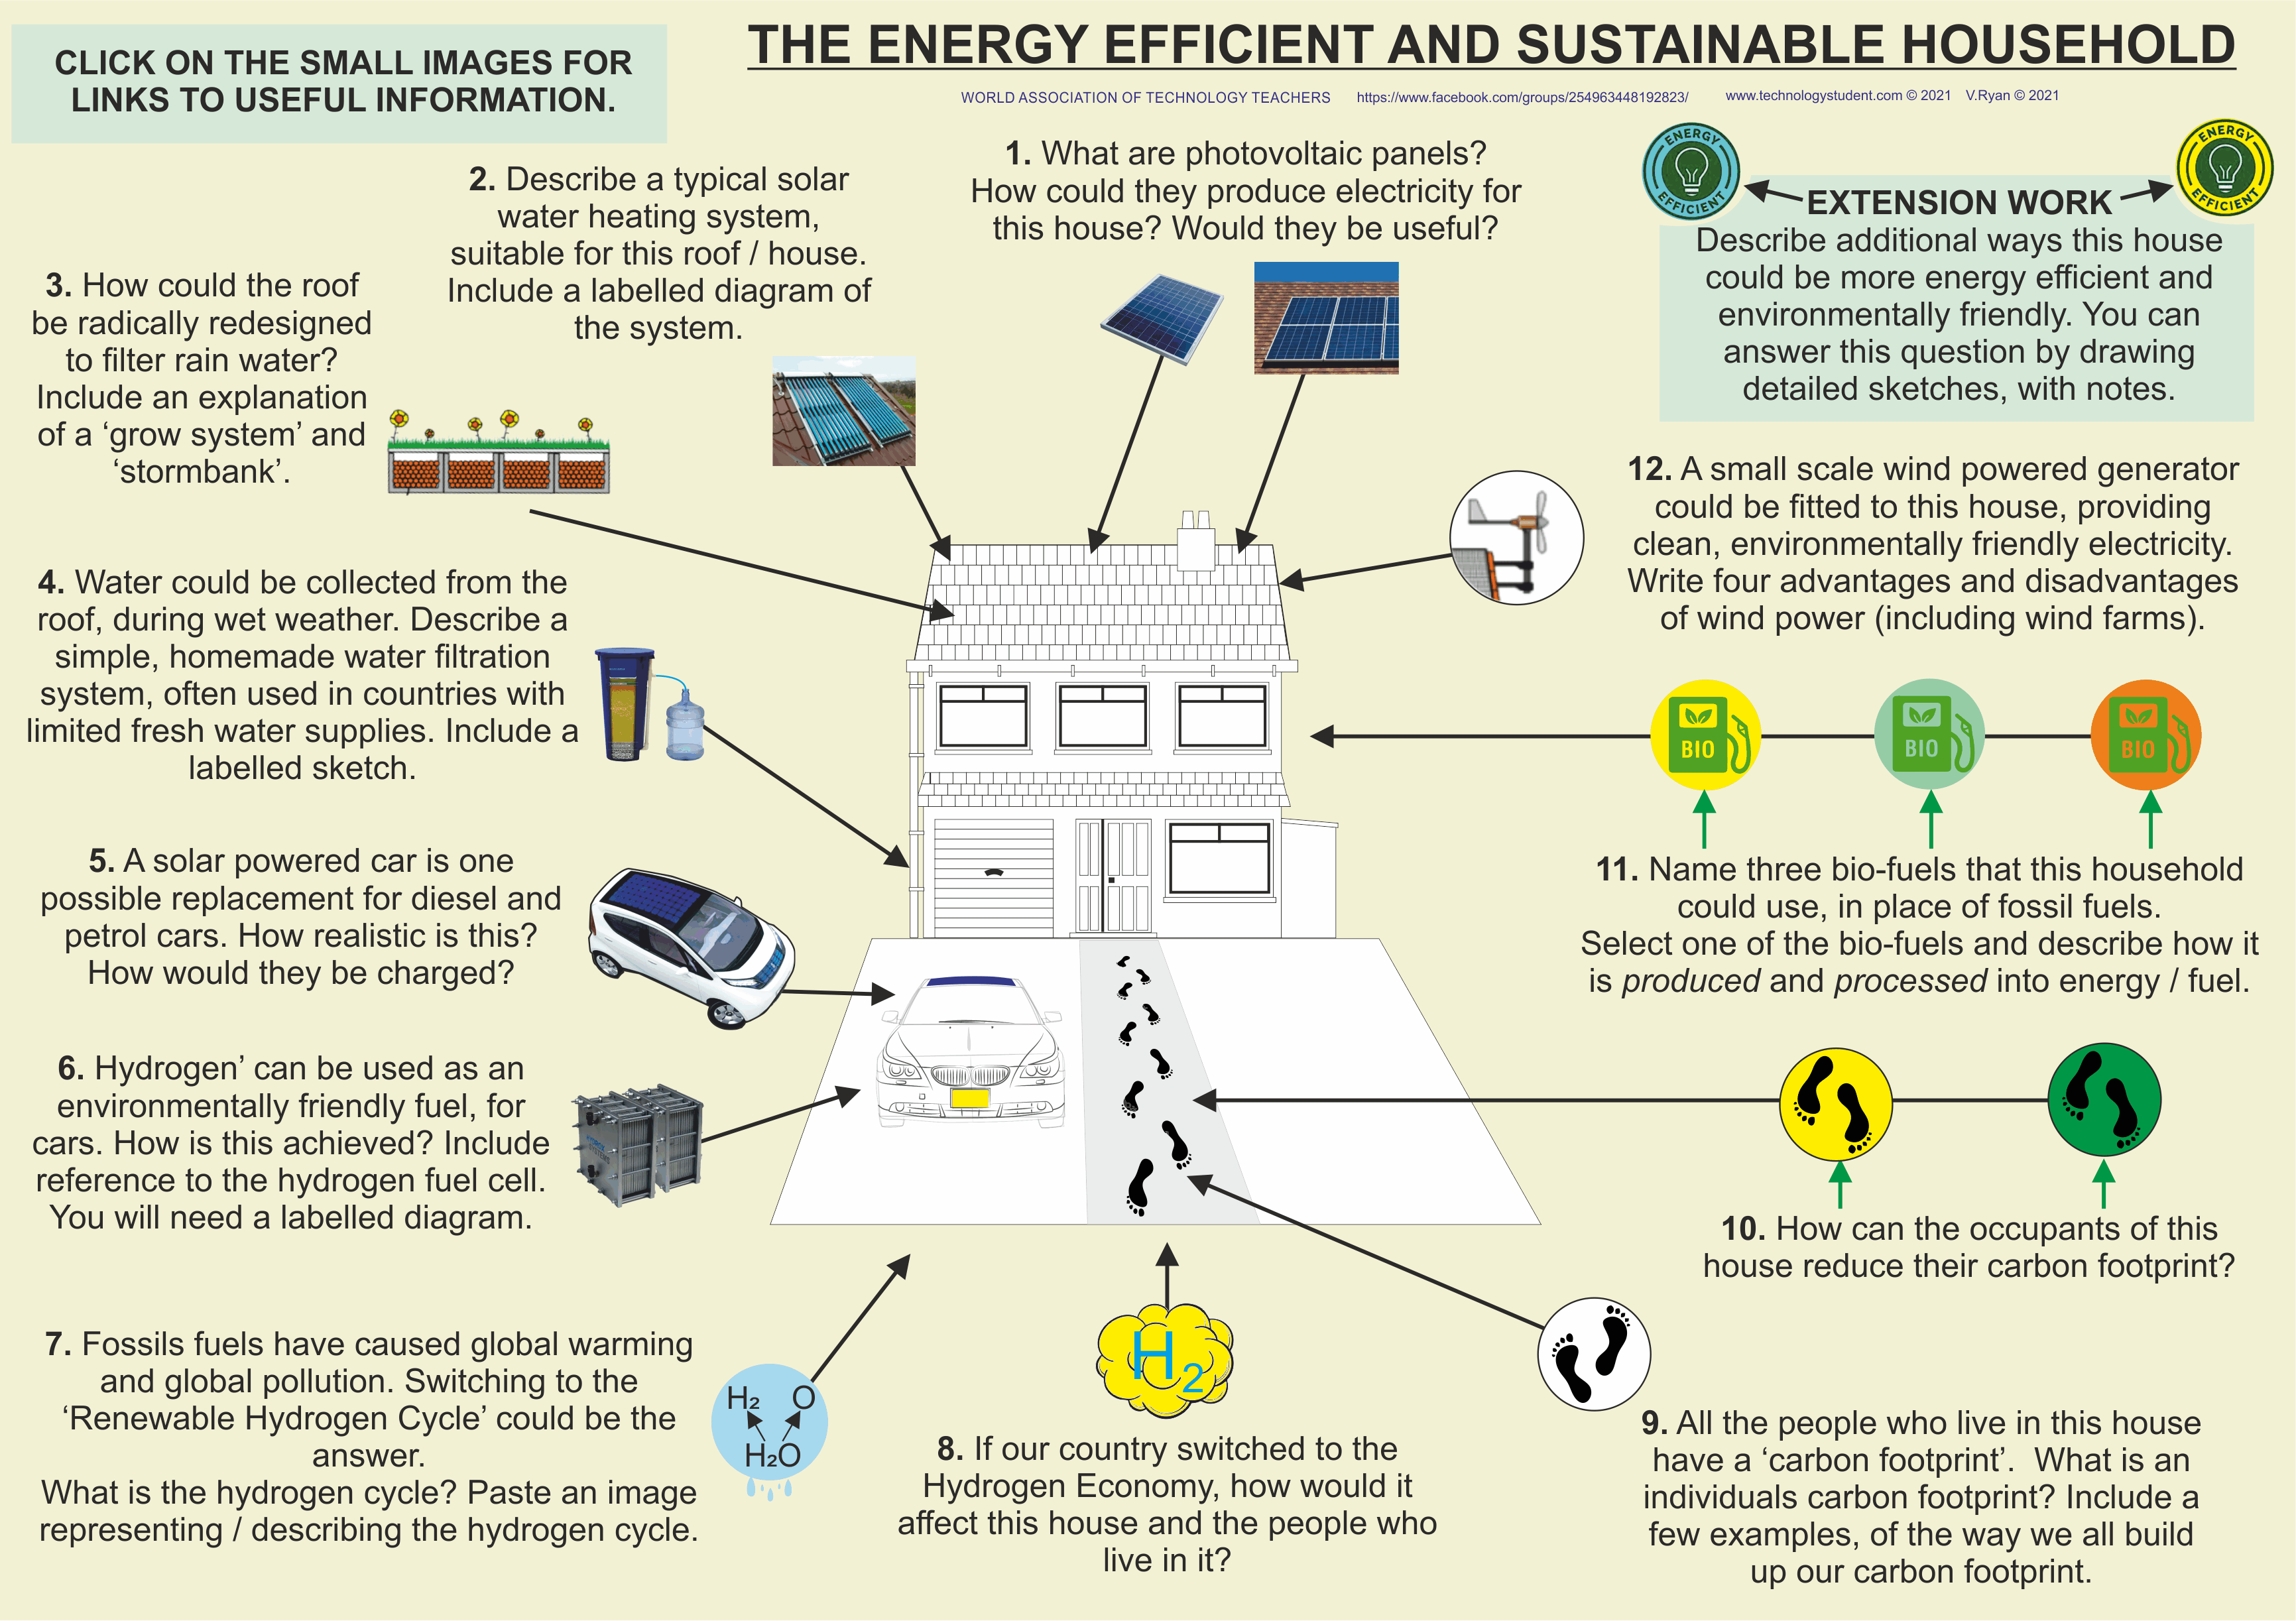 CLICK ON THE SMALL IMAGES FOR
LINKS TO USEFUL INFORMATION.
THE ENERGY EFFICIENT AND SUSTAINABLE HOUSEHOLD
WORLD ASSOCIATION OF TECHNOLOGY TEACHERS https://www.facebook.com/groups/254963448192823/ www.technologystudent.com © 2021 V.Ryan © 2021
1. What are photovoltaic panels?
How could they produce electricity for
this house? Would they be useful?
2. Describe a typical solar
water heating system,
suitable for this roof / house.
Include a labelled diagram of
the system.
3. How could the roof
be radically redesigned
to filter rain water?
Include an explanation
of a ‘grow system’ and
‘stormbank’.
4. Water could be collected from the
roof, during wet weather. Describe a
simple, homemade water filtration
system, often used in countries with
limited fresh water supplies. Include a
labelled sketch.
5. A solar powered car is one
possible replacement for diesel and
petrol cars. How realistic is this?
How would they be charged?
6. Hydrogen’ can be used as an
environmentally friendly fuel, for
cars. How is this achieved? Include
reference to the hydrogen fuel cell.
You will need a labelled diagram.
7. Fossils fuels have caused global warming
and global pollution. Switching to the
‘Renewable Hydrogen Cycle’ could be the
answer.
What is the hydrogen cycle? Paste an image
representing / describing the hydrogen cycle.
H₂ O
H₂O
H₂
8. If our country switched to the
Hydrogen Economy, how would it
affect this house and the people who
live in it?
9. All the people who live in this house
have a ‘carbon footprint’. What is an
individuals carbon footprint? Include a
few examples, of the way we all build
up our carbon footprint.
10. How can the occupants of this
house reduce their carbon footprint?
BIO
BIO
BIO
11. Name three bio-fuels that this household
could use, in place of fossil fuels.
Select one of the bio-fuels and describe how it
is produced and processed into energy / fuel.
12. A small scale wind powered generator
could be fitted to this house, providing
clean, environmentally friendly electricity.
Write four advantages and disadvantages
of wind power (including wind farms).
ENERGY
EFFICIENT
ENERGY
EFFICIENT
EXTENSION WORK
Describe additional ways this house
could be more energy efficient and
environmentally friendly. You can
answer this question by drawing
detailed sketches, with notes.